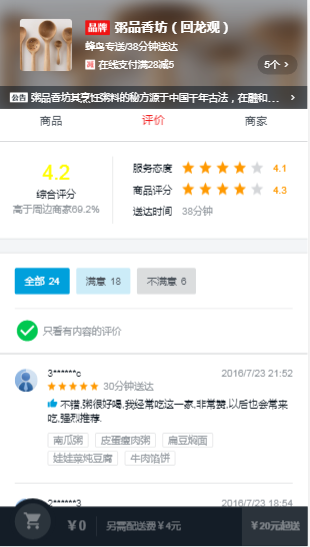 品牌 粥品香坊（回龙观）
蜂鸟专送/38分钟送达
减 在线支付满28减5
5个 >
公告 粥品香坊其烹饪粥料的秘方源于中国千年古法，在融和... >
商品 评价 商家
4.2
综合评分
高于周边商家69.2%
服务态度 4.1
商品评分 4.3
送达时间 38分钟
全部 24 满意 18 不满意 6
只看有内容的评价
3******c 2016/7/23 21:52
30分钟送达
不错,粥很好喝,我经常吃这一家,非常赞,以后也会常来
吃,强烈推荐.
南瓜粥 皮蛋瘦肉粥 扁豆焖面
娃娃菜炖豆腐 牛肉馅饼
2******3 2016/7/23 18:54
￥0 另需配送费￥4元 ￥20元起送